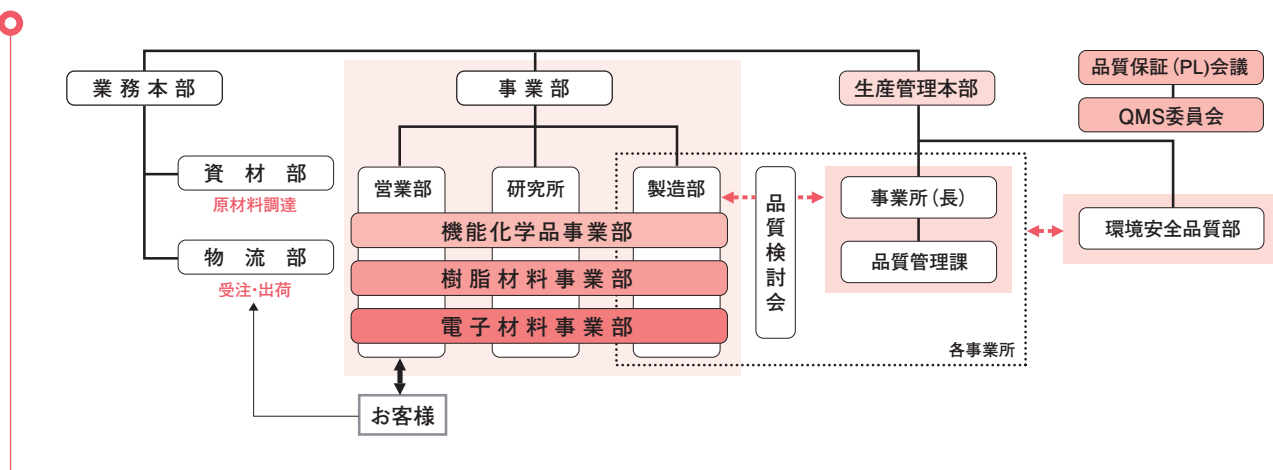 業務本部
事業部
生産管理本部
品質保証(PL)会議
QMS委員会
資材部
原材料調達
物流部
受注・出荷
営業部
研究所
製造部
機能化学品事業部
樹脂材料事業部
電子材料事業部
品質検討会
事業所(長)
品質管理課
環境安全品質部
各事業所
お客様